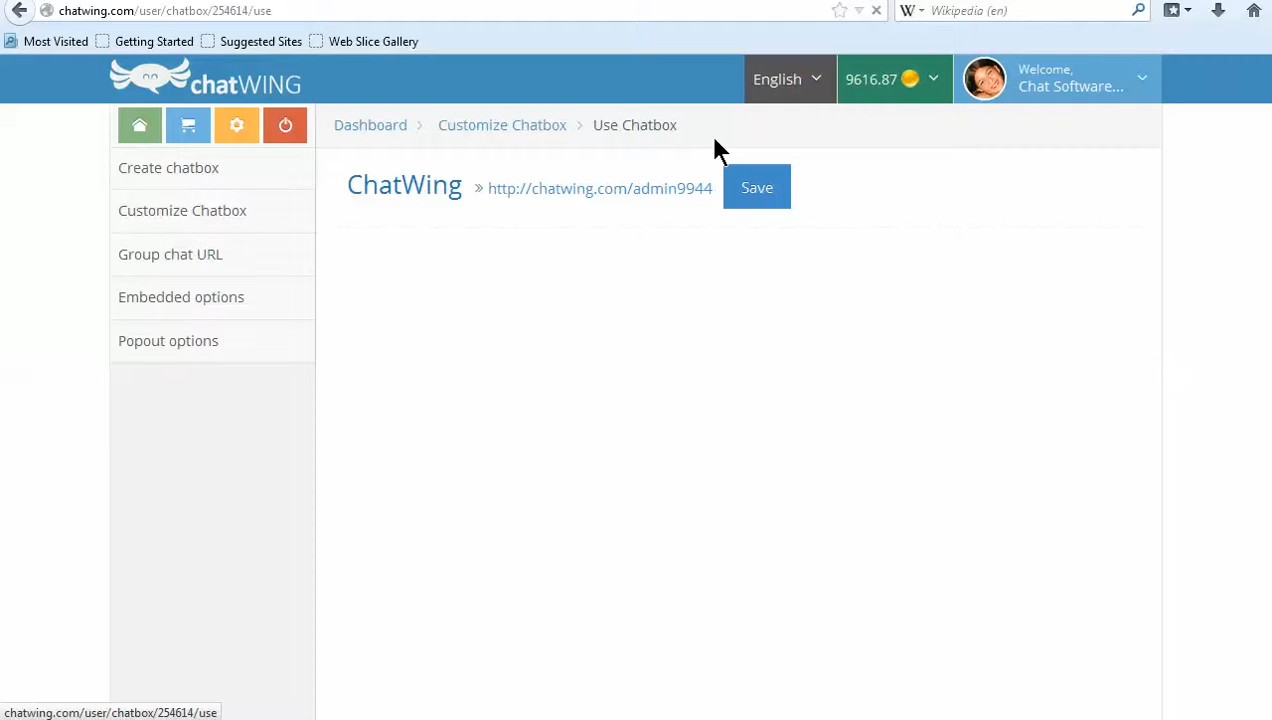 chatwing.com/user/chatbox/254614/use
Wikipedia (en)
Most Visited Getting Started Suggested Sites Web Slice Gallery
chatWING
English 9616.87 Welcome,
Chat Software...
Dashboard > Customize Chatbox > Use Chatbox
Create chatbox
ChatWing » http://chatwing.com/admin9944 Save
Customize Chatbox
Group chat URL
Embedded options
Popout options
chatwing.com/user/chatbox/254614/use